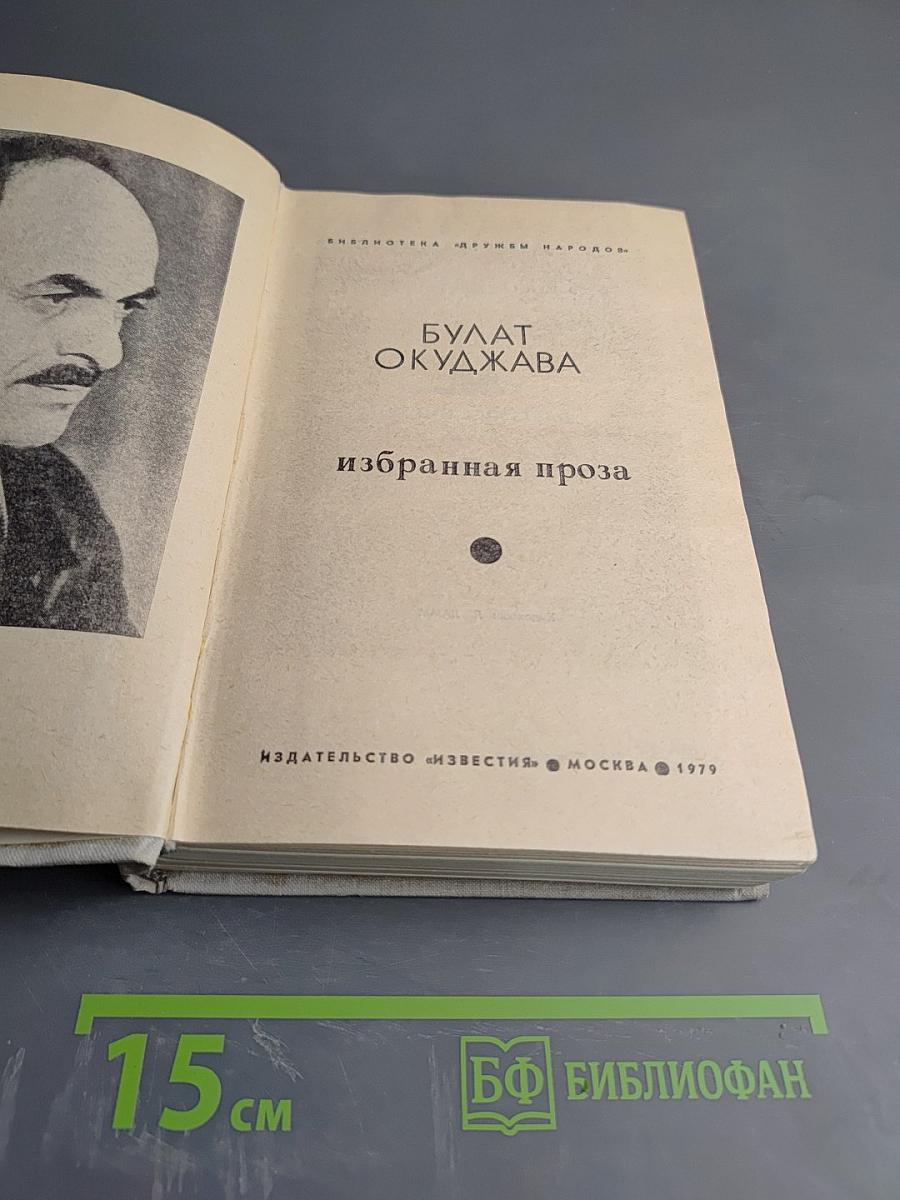 БИБЛИОТЕКА «ДРУЖБЫ НАРОДОВ»
БУЛАТ
ОКУДЖАВА
избранная проза
ИЗДАТЕЛЬСТВО «ИЗВЕСТИЯ» ● МОСКВА ● 1979
15 см
БФ БИБЛИОФАН